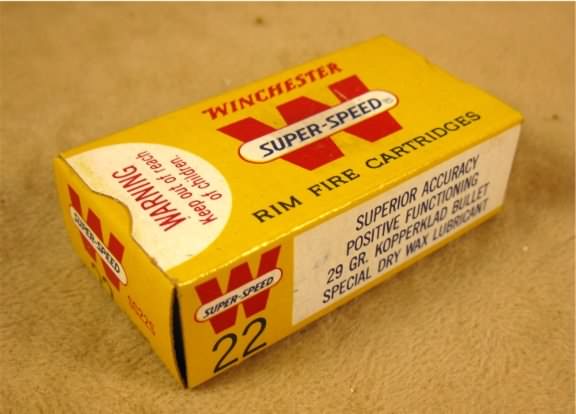 WINCHESTER
W
SUPER-SPEED
RIM FIRE CARTRIDGES
WARNING
Keep out of reach
of children.
W
SUPER-SPEED
W
SUPER-SPEED
22
SUPERIOR ACCURACY
POSITIVE FUNCTIONING
29 GR. KOPPERKLAD BULLET
SPECIAL DRY WAX LUBRICANT